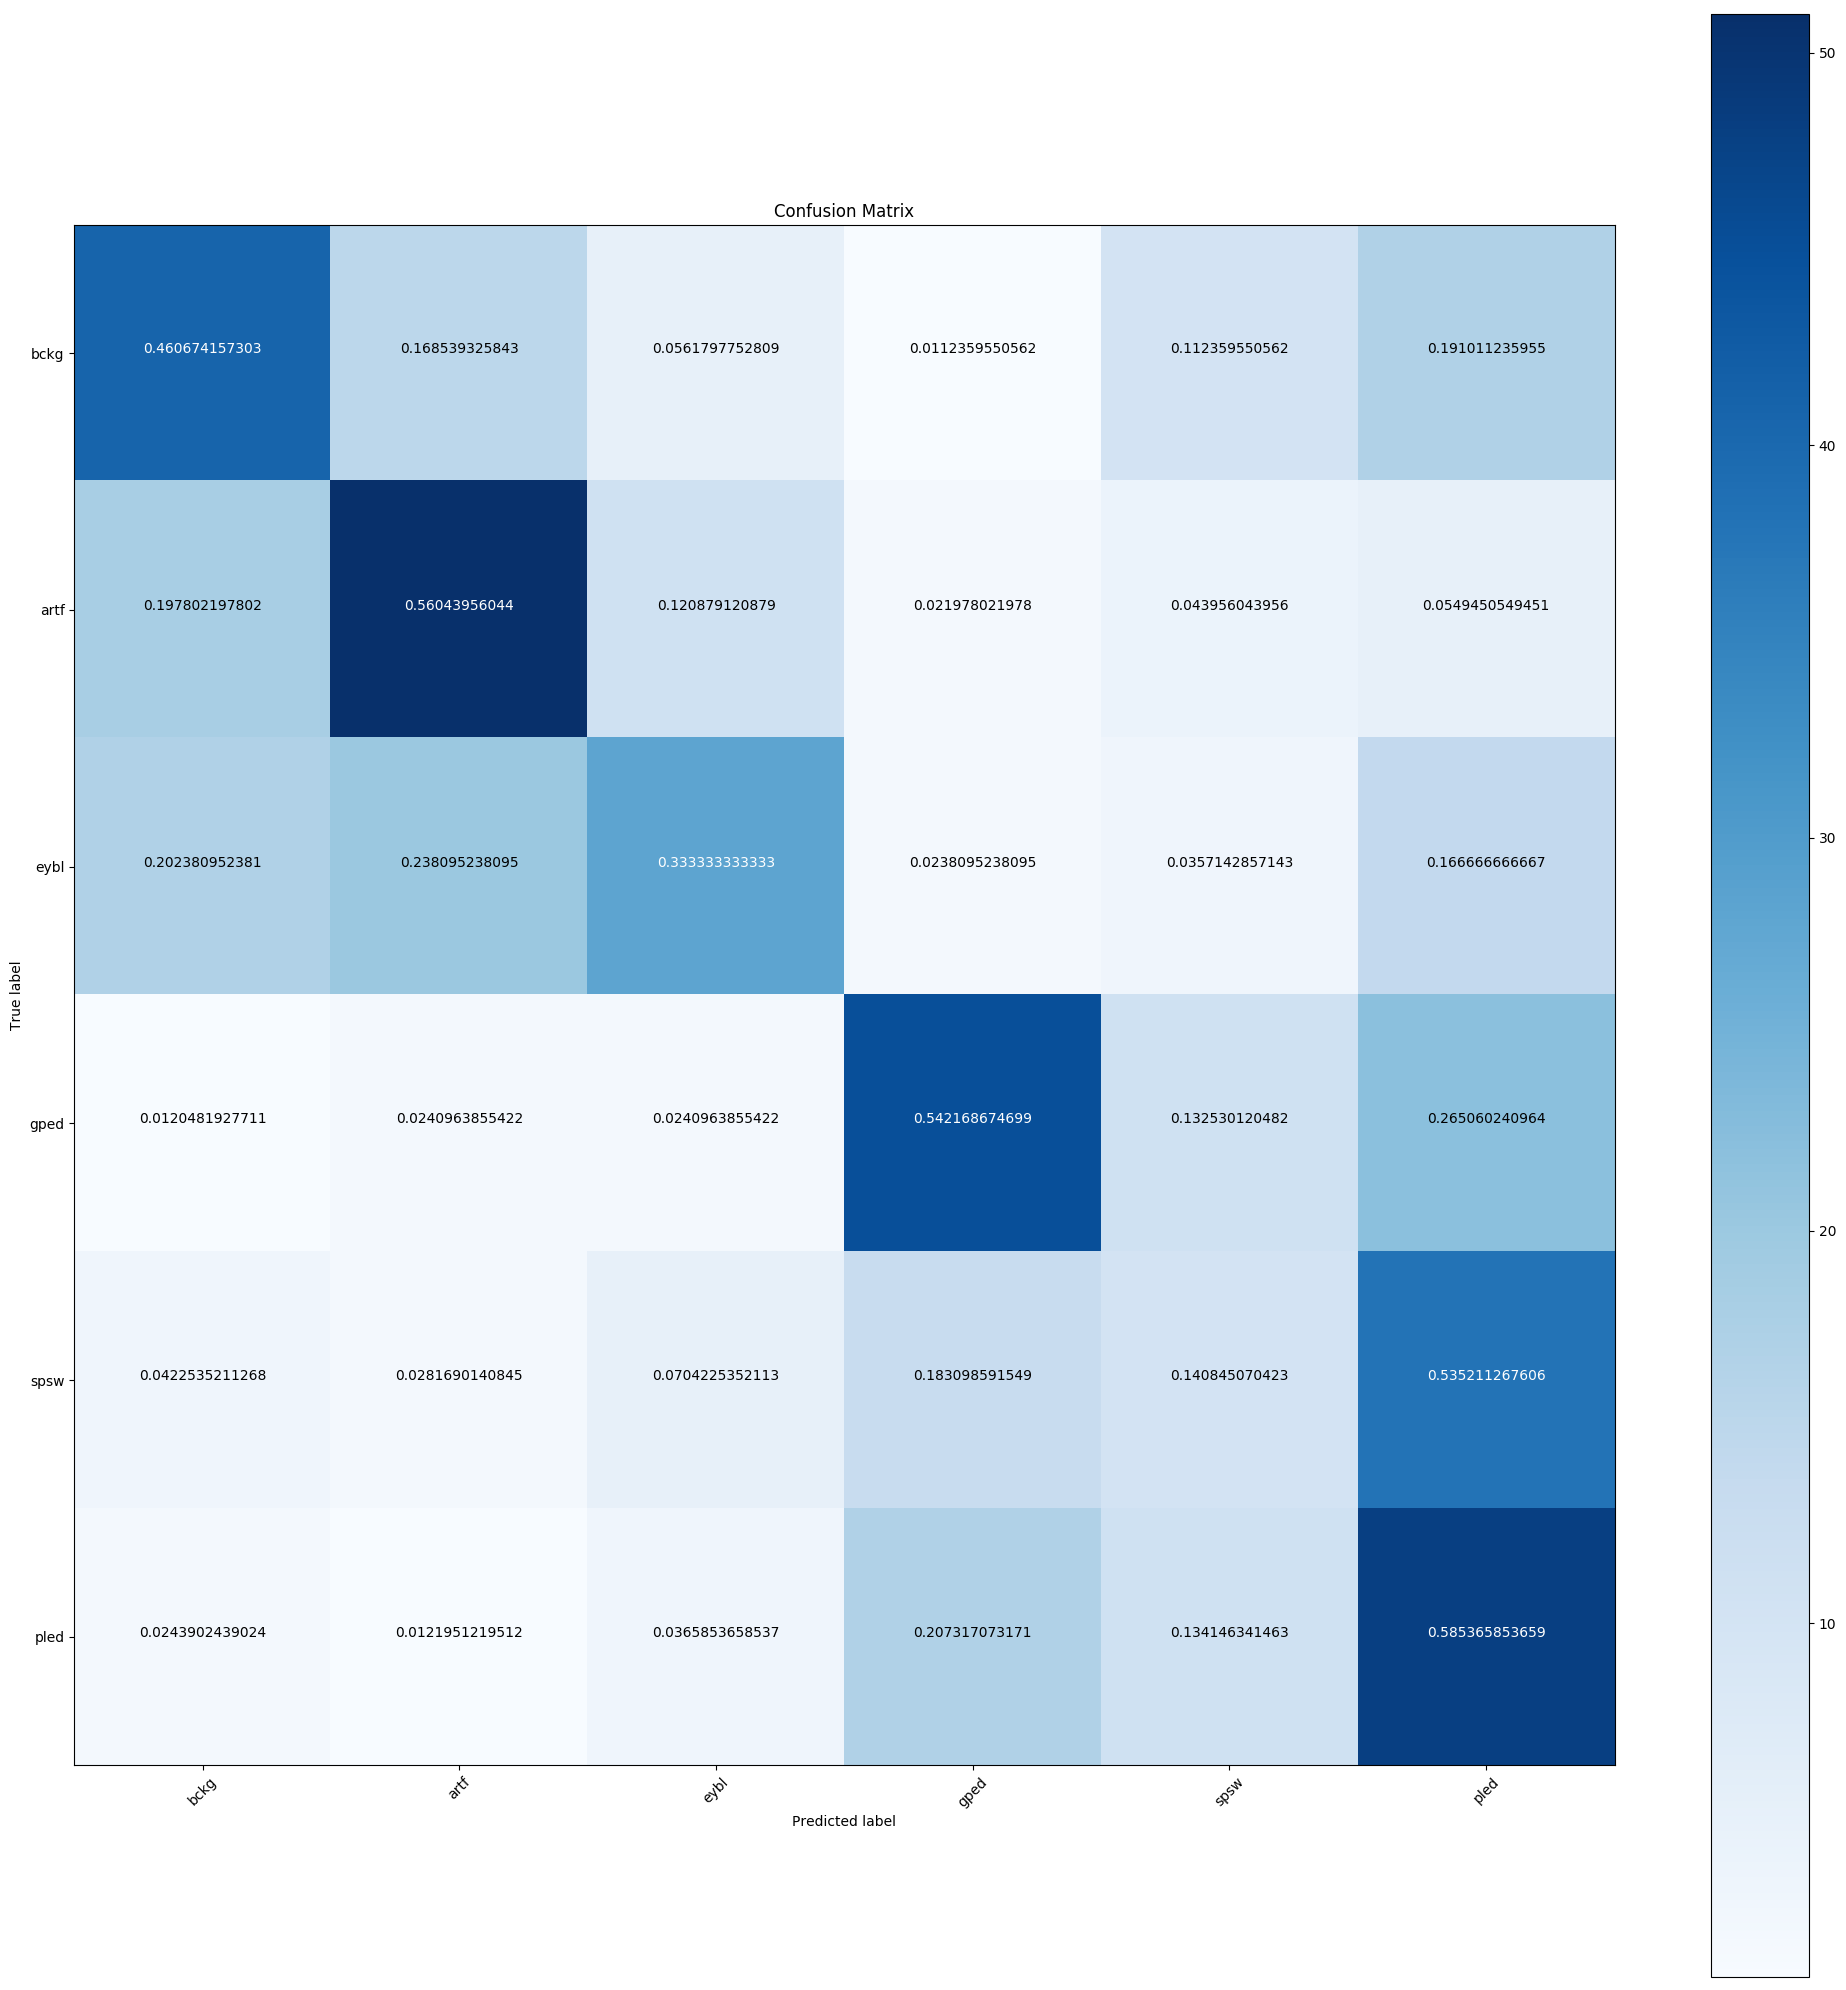 Confusion Matrix
bckg 0.460674157303 0.168539325843 0.0561797752809 0.0112359550562 0.112359550562 0.191011235955
artf 0.197802197802 0.56043956044 0.120879120879 0.021978021978 0.043956043956 0.0549450549451
eybl 0.202380952381 0.238095238095 0.333333333333 0.0238095238095 0.0357142857143 0.166666666667
gped 0.0120481927711 0.0240963855422 0.0240963855422 0.542168674699 0.132530120482 0.265060240964
spsw 0.0422535211268 0.0281690140845 0.0704225352113 0.183098591549 0.140845070423 0.535211267606
pled 0.0243902439024 0.0121951219512 0.0365853658537 0.207317073171 0.134146341463 0.585365853659
bckg artf eybl gped spsw pled
Predicted label
True label
50
40
30
20
10